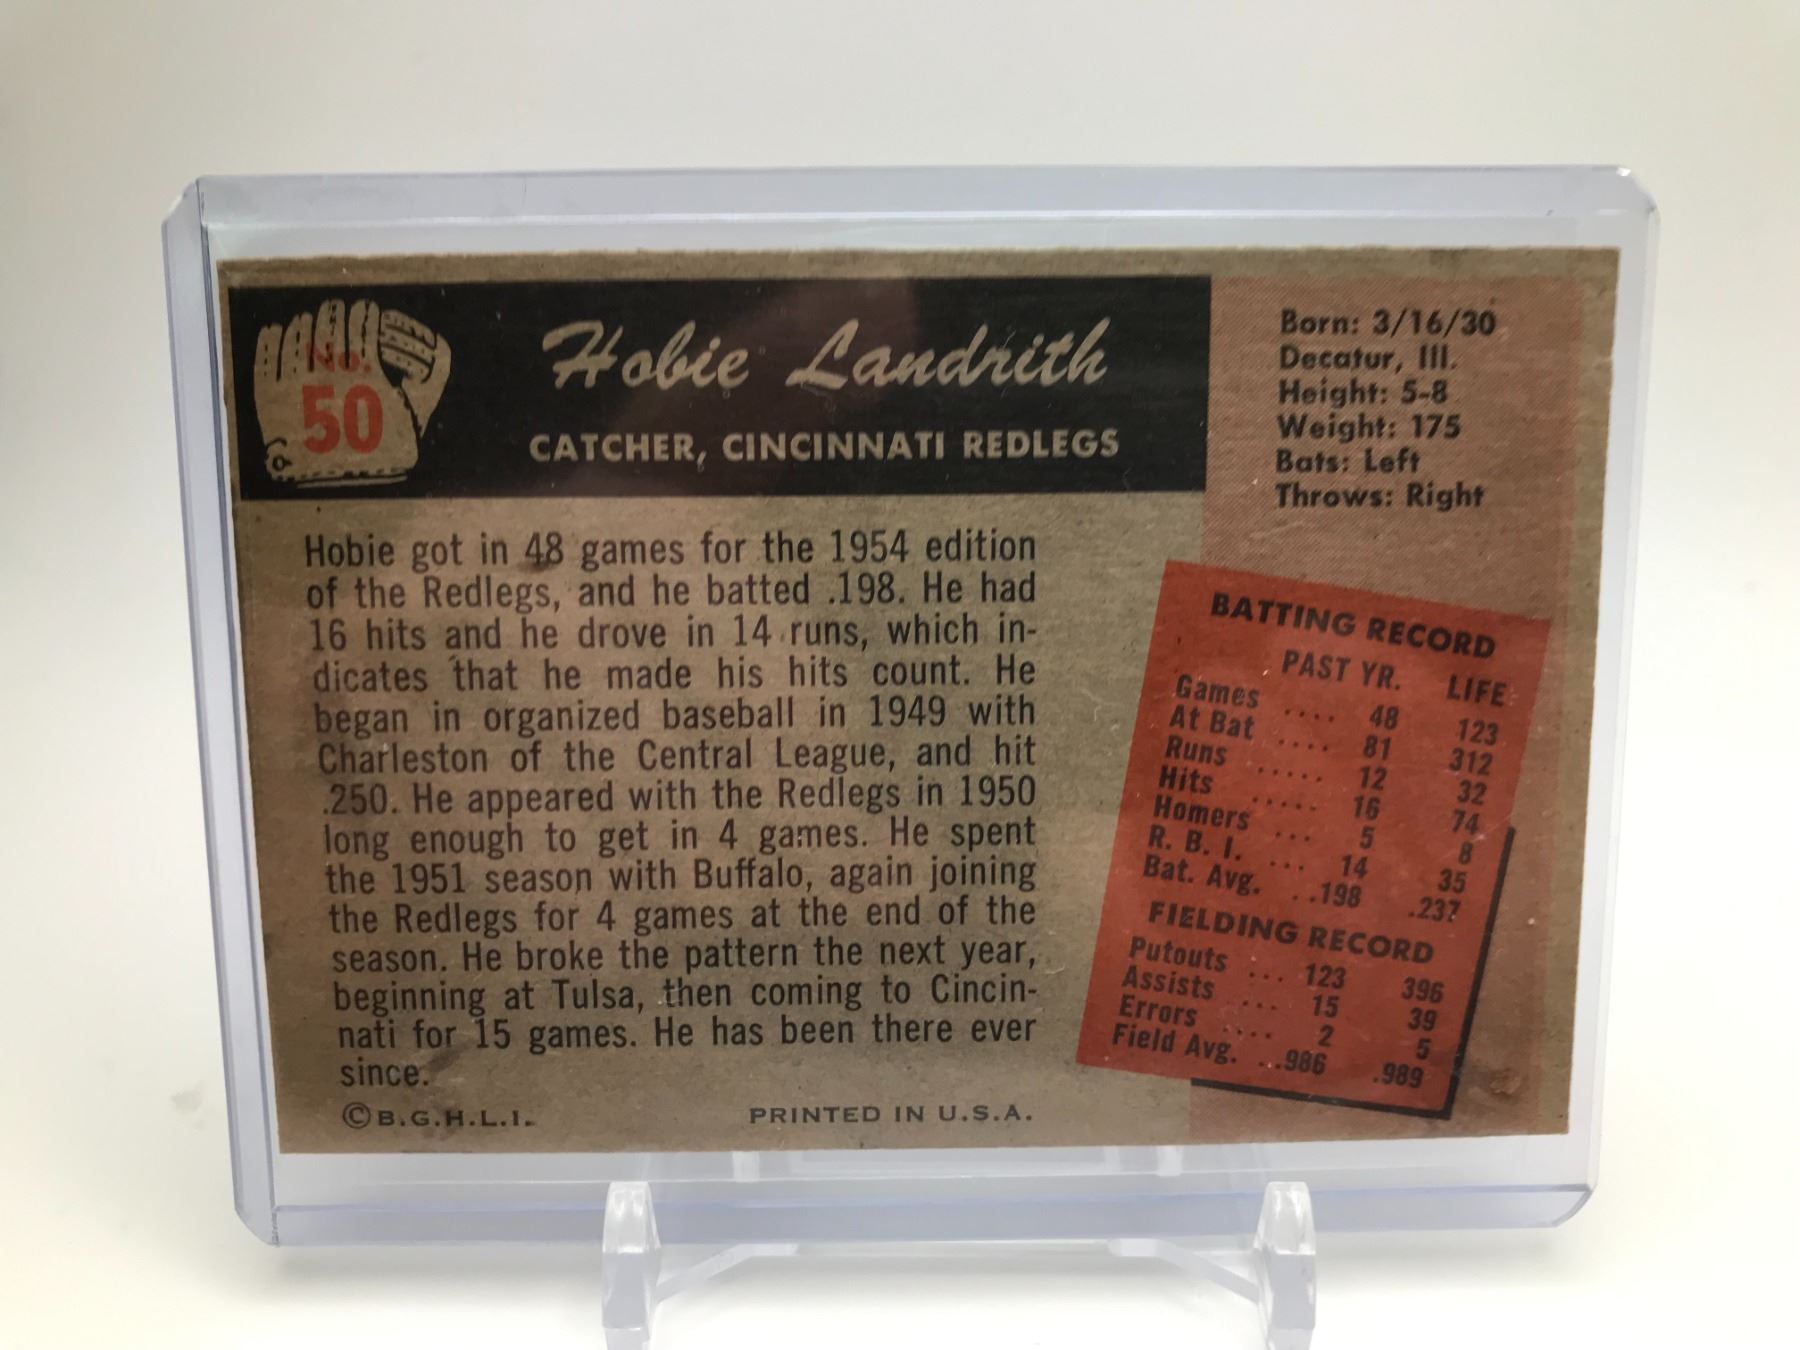 No.
50
Hobie Landrith
CATCHER, CINCINNATI REDLEGS
Born: 3/16/30
Decatur, Ill.
Height: 5-8
Weight: 175
Bats: Left
Throws: Right
Hobie got in 48 games for the 1954 edition
of the Redlegs, and he batted .198. He had
16 hits and he drove in 14 runs, which in-
dicates that he made his hits count. He
began in organized baseball in 1949 with
Charleston of the Central League, and hit
.250. He appeared with the Redlegs in 1950
long enough to get in 4 games. He spent
the 1951 season with Buffalo, again joining
the Redlegs for 4 games at the end of the
season. He broke the pattern the next year,
beginning at Tulsa, then coming to Cincin-
nati for 15 games. He has been there ever
since.
©B.G.H.L.I.
PRINTED IN U.S.A.
BATTING RECORD
PAST YR. LIFE
Games .... 48 123
At Bat .... 81 312
Runs ..... 12 32
Hits ..... 16 74
Homers ... 5 8
R. B. I. ... 14 35
Bat. Avg. ..198 .237
FIELDING RECORD
Putouts ... 123 396
Assists ... 15 39
Errors .... 2 5
Field Avg. ...986 .989